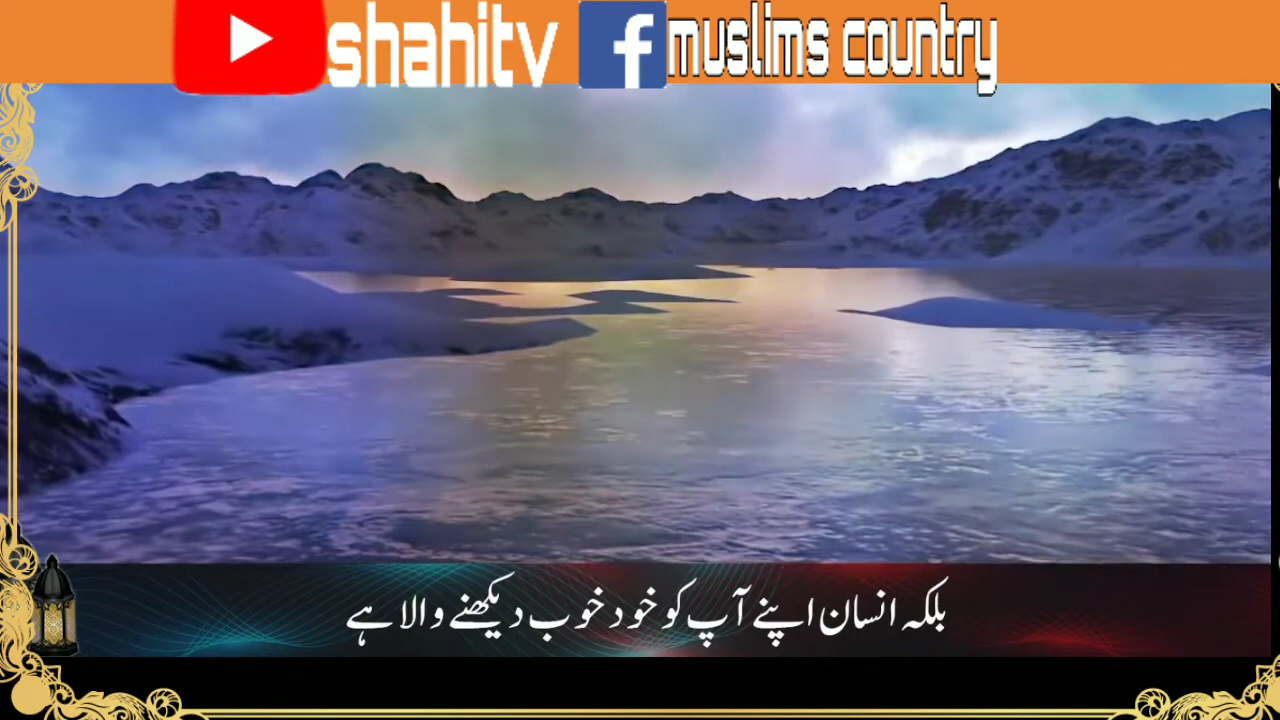 shahitv muslims country
بلکہ انسان اپنے آپ کو خود خوب دیکھنے والا ہے